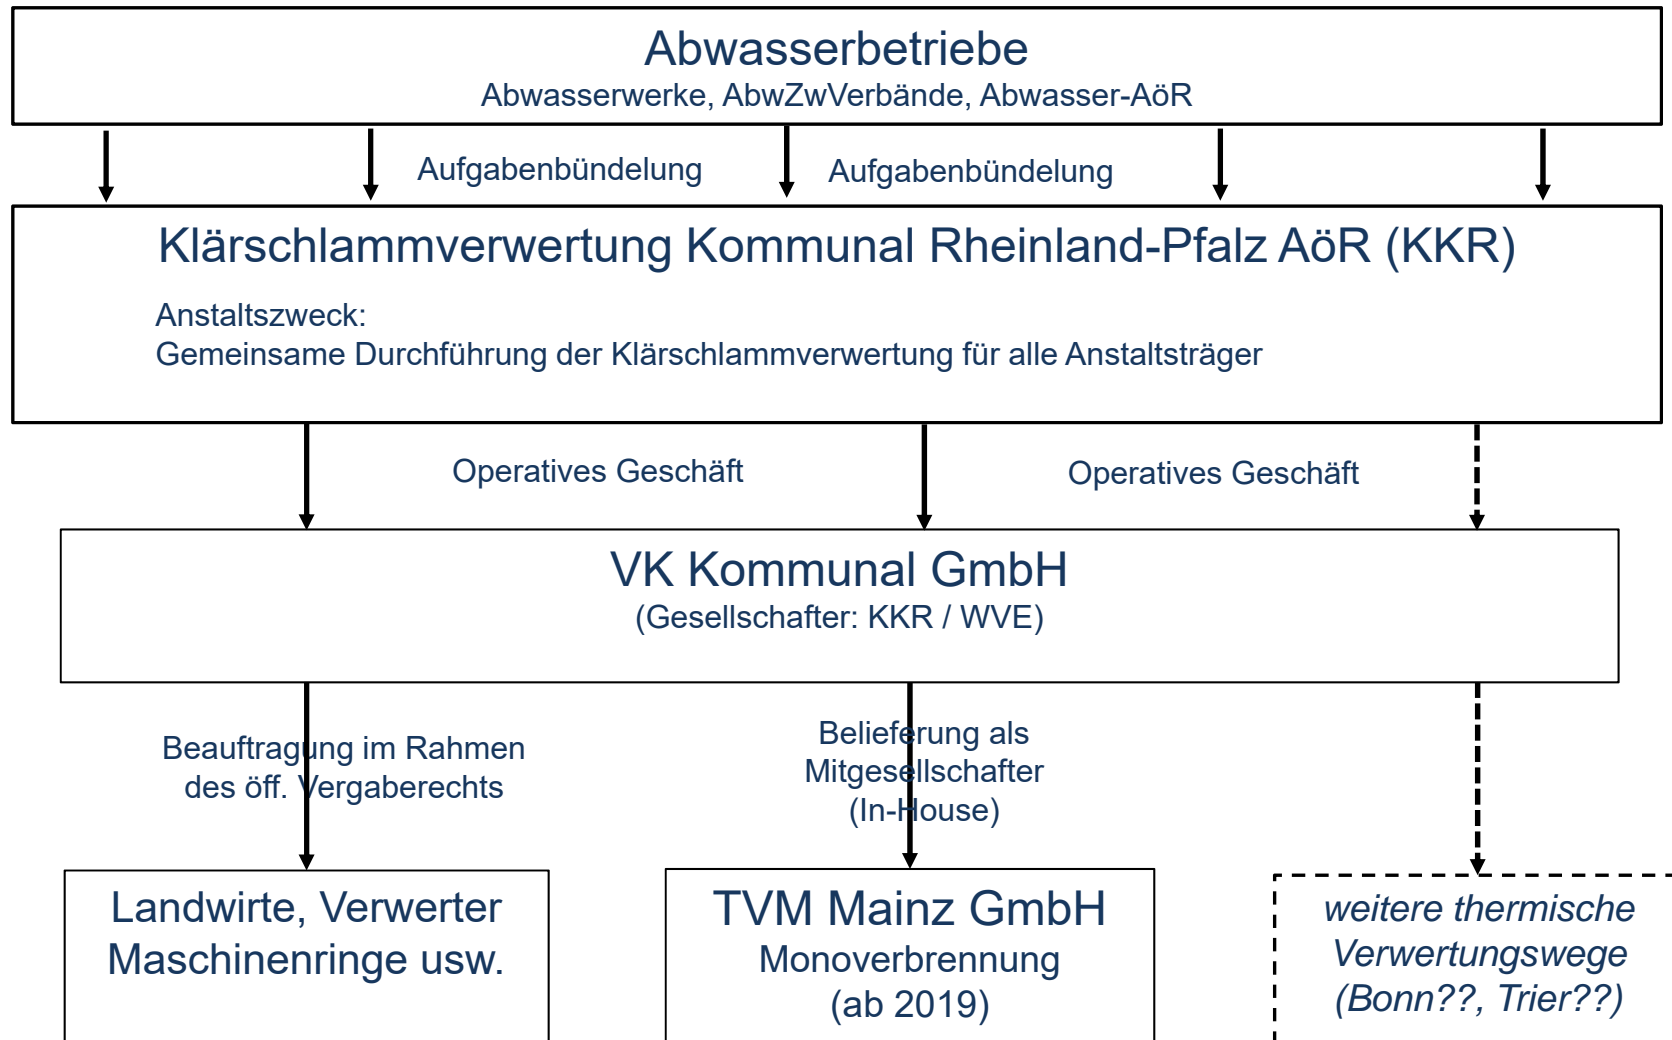 Abwasserbetriebe
Abwasserwerke, AbwZwVerbände, Abwasser-AöR
Aufgabenbündelung
Aufgabenbündelung
Klärschlammverwertung Kommunal Rheinland-Pfalz AöR (KKR)
Anstaltszweck:
Gemeinsame Durchführung der Klärschlammverwertung für alle Anstaltsträger
Operatives Geschäft
Operatives Geschäft
VK Kommunal GmbH
(Gesellschafter: KKR / WVE)
Beauftragung im Rahmen
des öff. Vergaberechts
Belieferung als
Mitgesellschafter
(In-House)
Landwirte, Verwerter
Maschinenringe usw.
TVM Mainz GmbH
Monoverbrennung
(ab 2019)
weitere thermische
Verwertungswege
(Bonn??, Trier??)